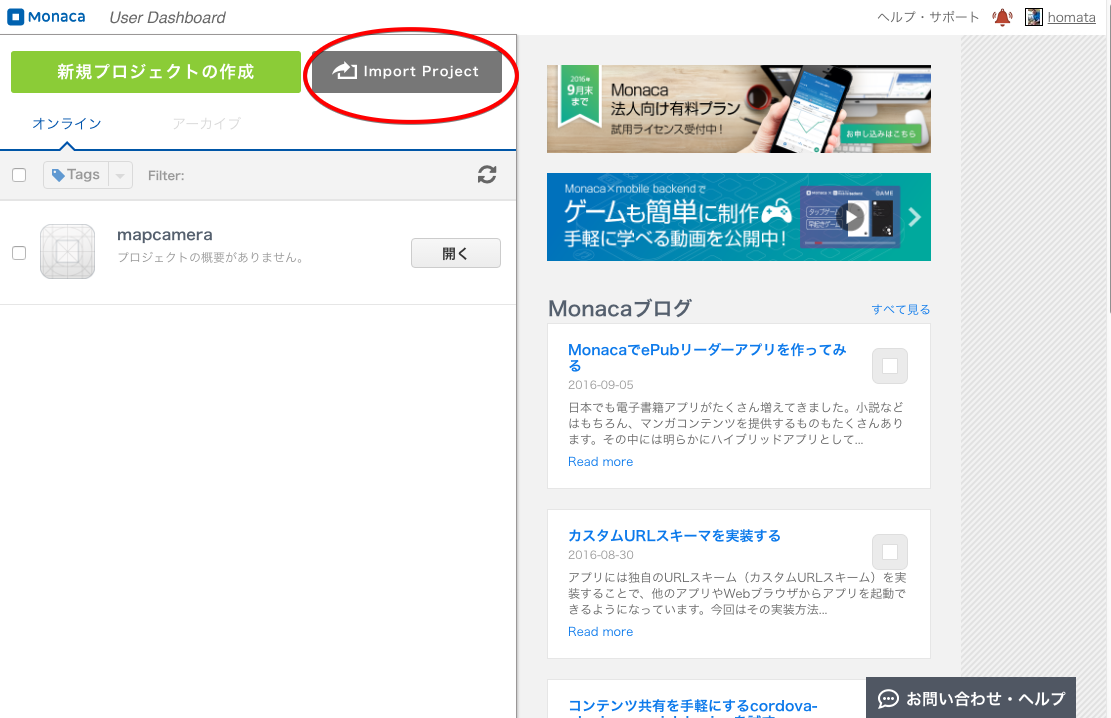 Monaca
User Dashboard
ヘルプ・サポート
homata
新規プロジェクトの作成
Import Project
オンライン
アーカイブ
Tags
Filter:
mapcamera
プロジェクトの概要がありません。
開く
2016年
9月末
まで
Monaca
法人向け有料プラン
試用ライセンス受付中！
お申し込みはこちら
Monaca×mobile backendで
ゲームも簡単に制作
手軽に学べる動画を公開中！
GAME
Monacaブログ
すべて見る
MonacaでePubリーダーアプリを作ってみ
る
2016-09-05
日本でも電子書籍アプリがたくさん増えてきました。小説など
はもちろん、マンガコンテンツを提供するものもたくさんあり
ます。その中には明らかにハイブリッドアプリとして...
Read more
カスタムURLスキーマを実装する
2016-08-30
アプリには独自のURLスキーム（カスタムURLスキーム）を実
装することで、他のアプリやWebブラウザからアプリを起動で
きるようになっています。今回はその実装方法...
Read more
コンテンツ共有を手軽にするcordova-
お問い合わせ・ヘルプ